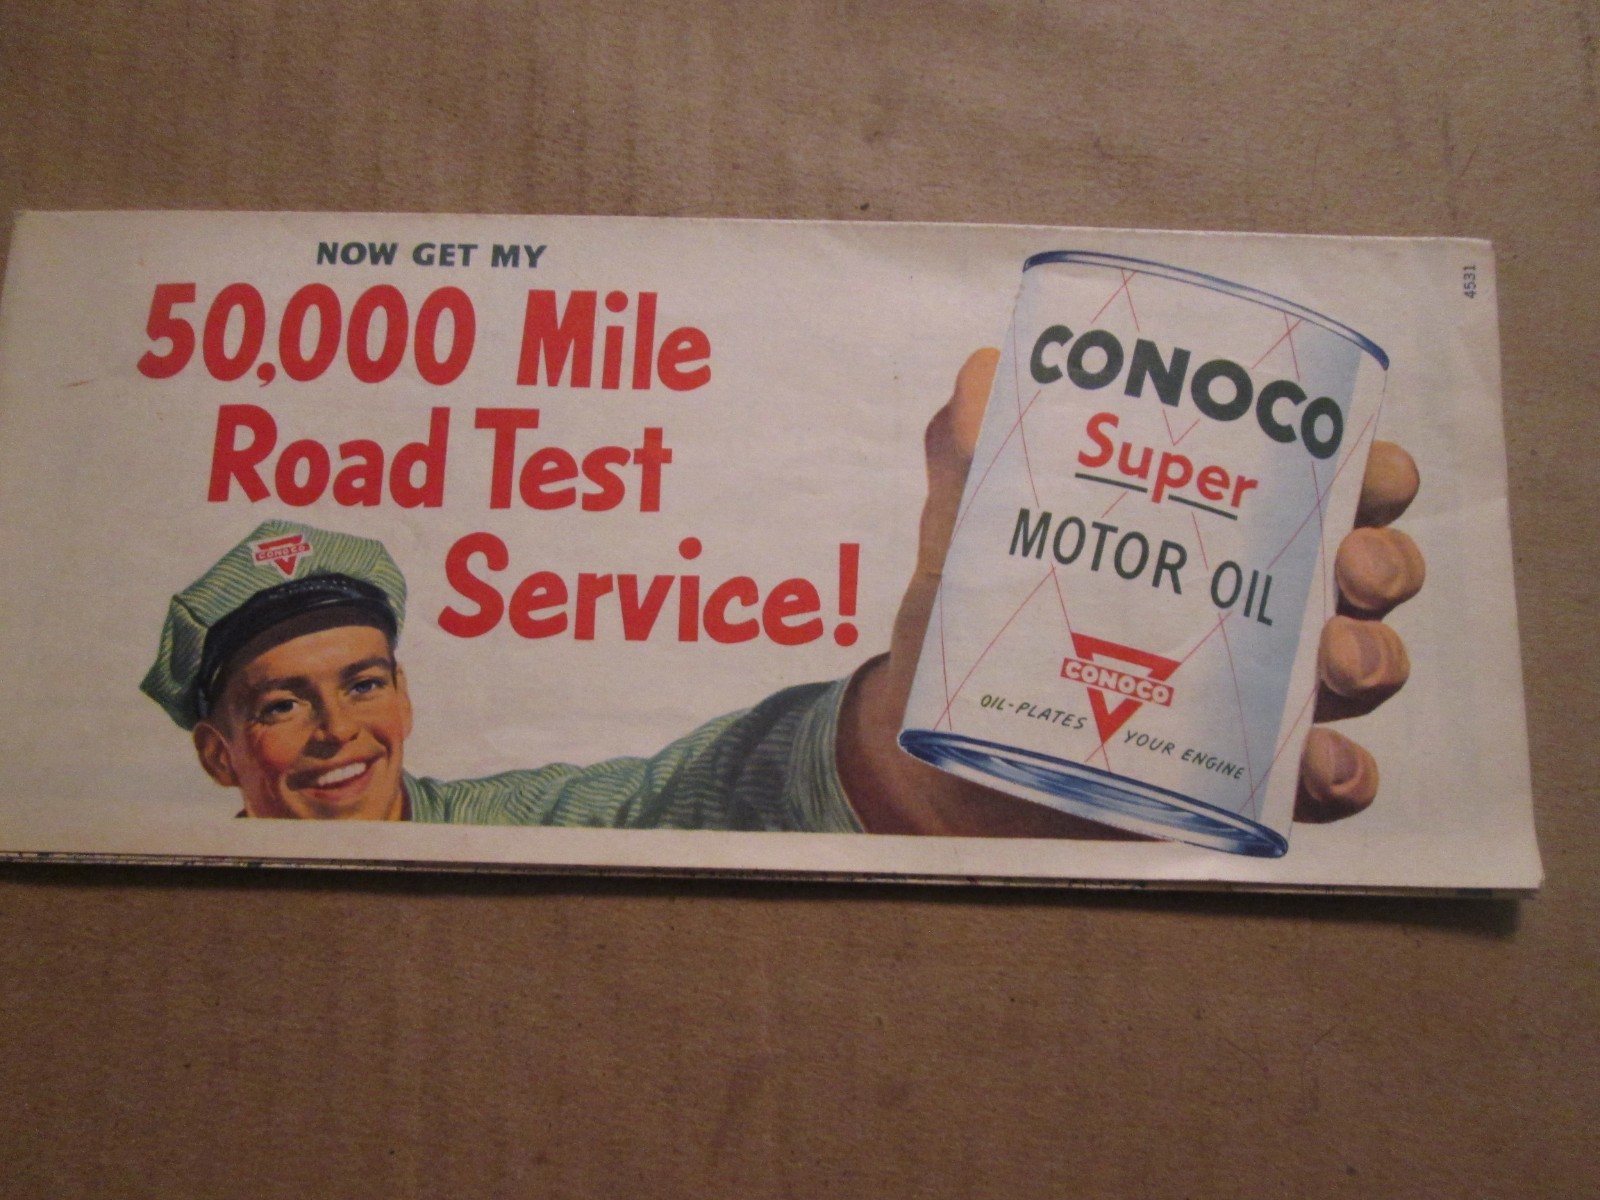 NOW GET MY
50,000 Mile
Road Test
Service!
CONOCO
CONOCO
Super
MOTOR OIL
CONOCO
OIL-PLATES YOUR ENGINE
4531